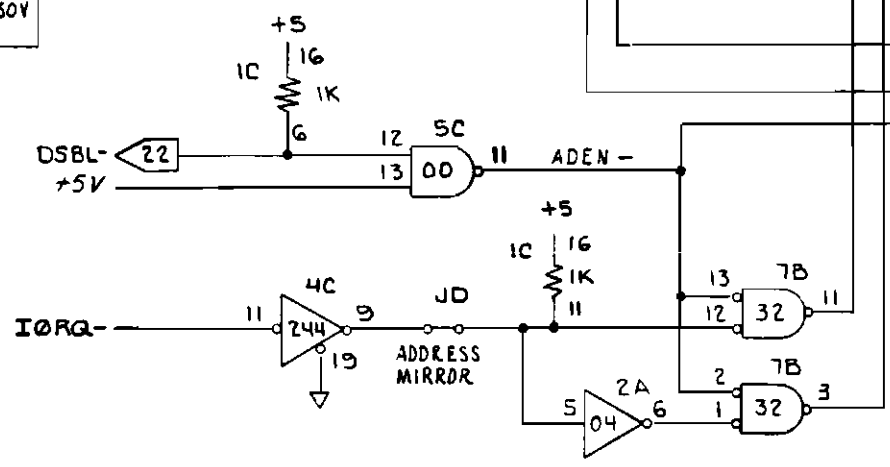 30V
+5
16
1C
1K
6
DSBL-
22
12
5C
11
ADEN -
+5V
13
00
+5
1C
16
1K
11
7B
13
11
12
32
IØRQ-
11
4C
244
9
19
JD
ADDRESS
MIRROR
5
2A
04
6
7B
2
3
1
32